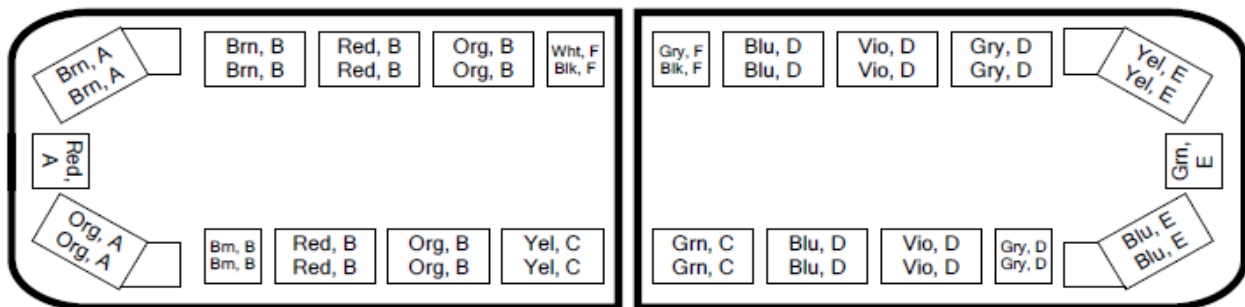 Brn, A
Brn, A
Brn, B
Brn, B
Red, B
Red, B
Org, B
Org, B
Wht, F
Blk, F
Gry, F
Blk, F
Blu, D
Blu, D
Vio, D
Vio, D
Gry, D
Gry, D
Yel, E
Yel, E
Red,
A
Grn,
E
Org, A
Org, A
Brn, B
Brn, B
Red, B
Red, B
Org, B
Org, B
Yel, C
Yel, C
Grn, C
Grn, C
Blu, D
Blu, D
Vio, D
Vio, D
Gry, D
Gry, D
Blu, E
Blu, E